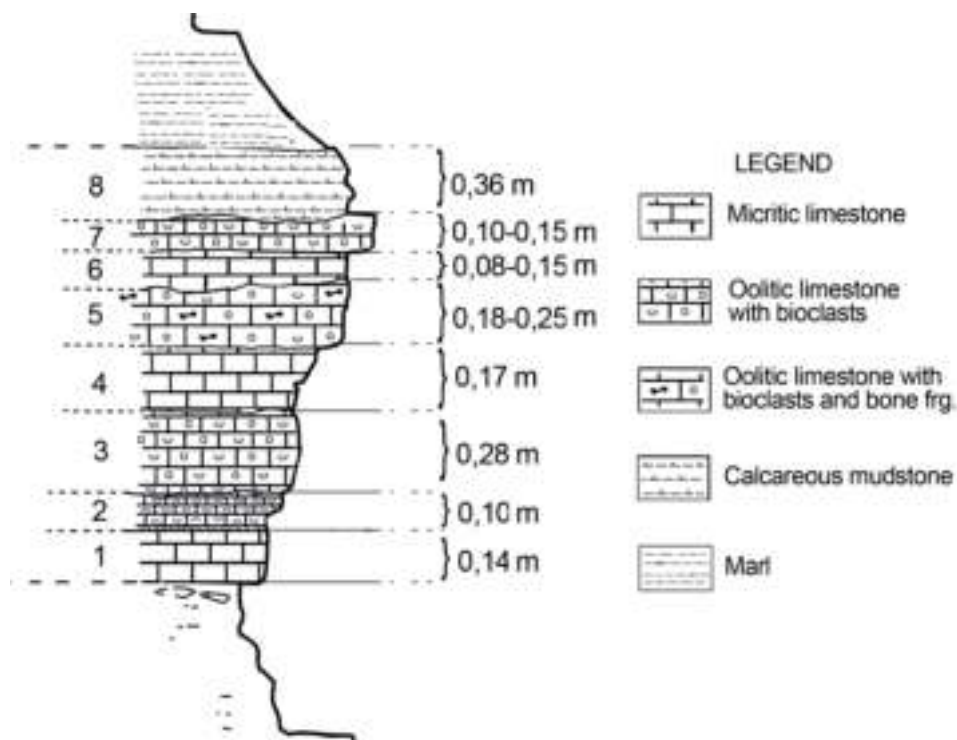 LEGEND
8
0,36 m
Micritic limestone
7
0,10-0,15 m
6
0,08-0,15 m
5
0,18-0,25 m
Oolitic limestone
with bioclasts
4
0,17 m
Oolitic limestone with
bioclasts and bone frg.
3
0,28 m
Calcareous mudstone
2
0,10 m
1
0,14 m
Marl